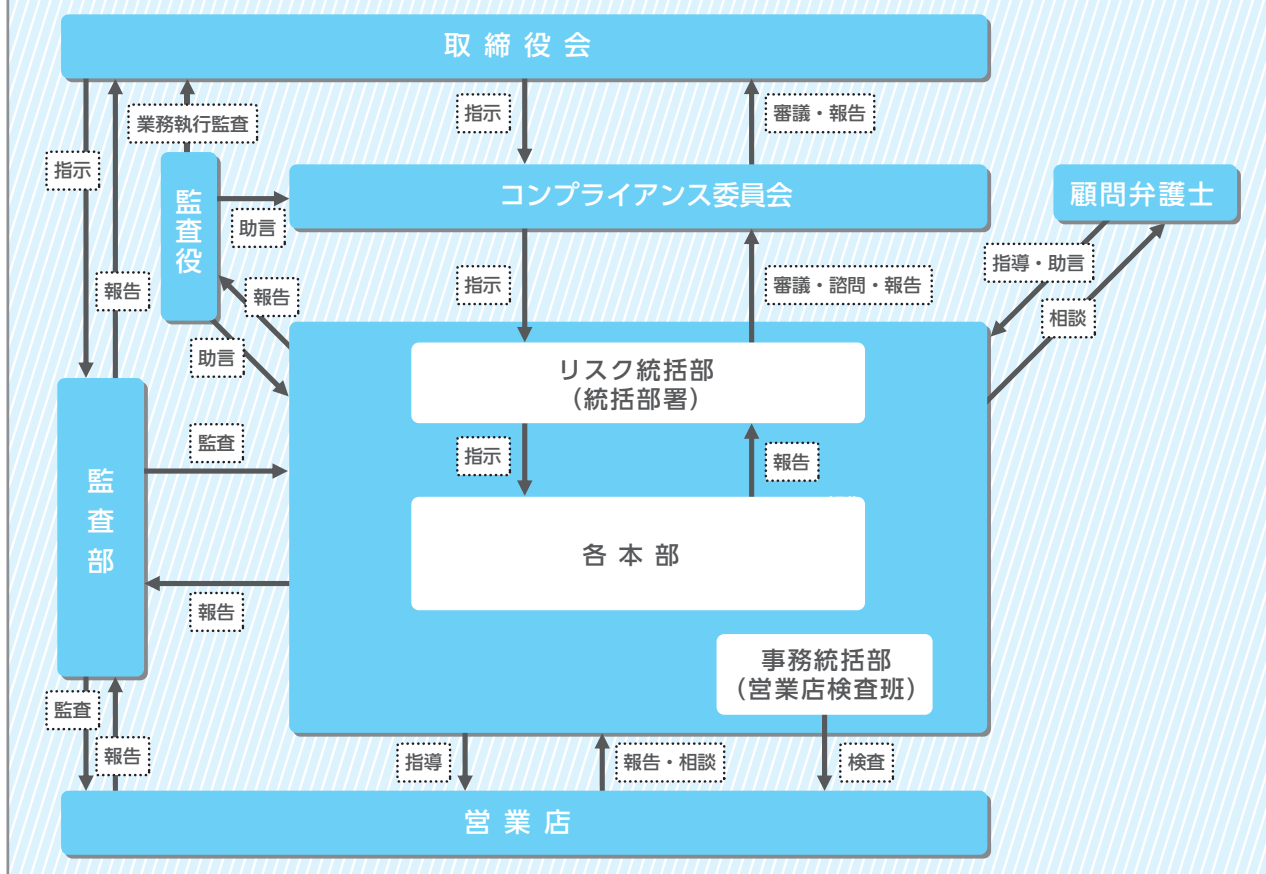 取締役会
業務執行監査
指示
審議・報告
指示
監査役
コンプライアンス委員会
顧問弁護士
助言
指導・助言
報告
報告
指示
審議・諮問・報告
相談
助言
リスク統括部
（統括部署）
監査
指示
報告
監査部
各本部
報告
事務統括部
（営業店検査班）
監査
報告
指導
報告・相談
検査
営業店